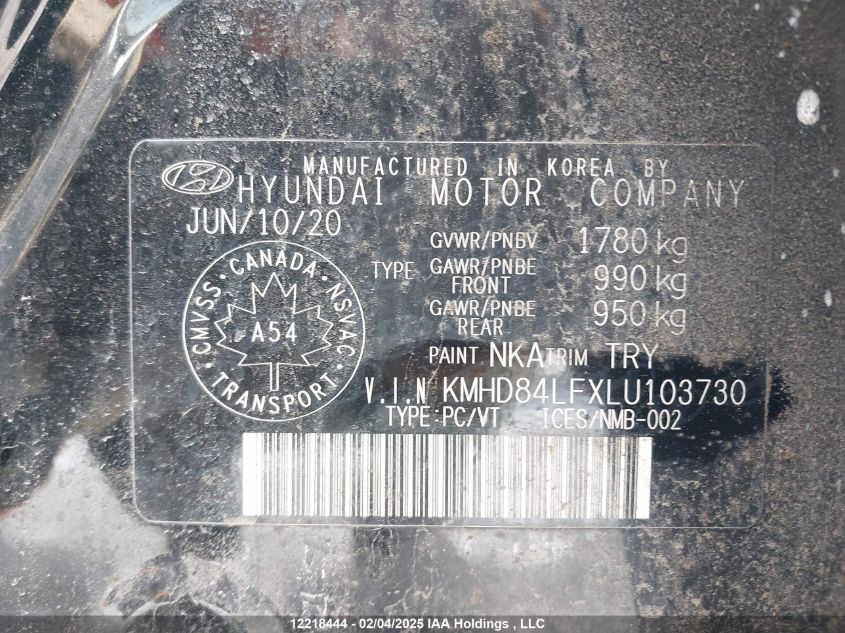 MANUFACTURED IN KOREA BY
HYUNDAI MOTOR COMPANY
JUN/10/20
GVWR/PNBV 1780 kg
TYPE GAWR/PNBE FRONT 990 kg
GAWR/PNBE REAR 950 kg
CANADA · NSVAC · TRANSPORT · CMVSS ·
A54
PAINT NKA TRIM TRY
V.I.N KMHD84LFXLU103730
TYPE:PC/VT ICES/NMB-002
12218444 - 02/04/2025 IAA Holdings , LLC